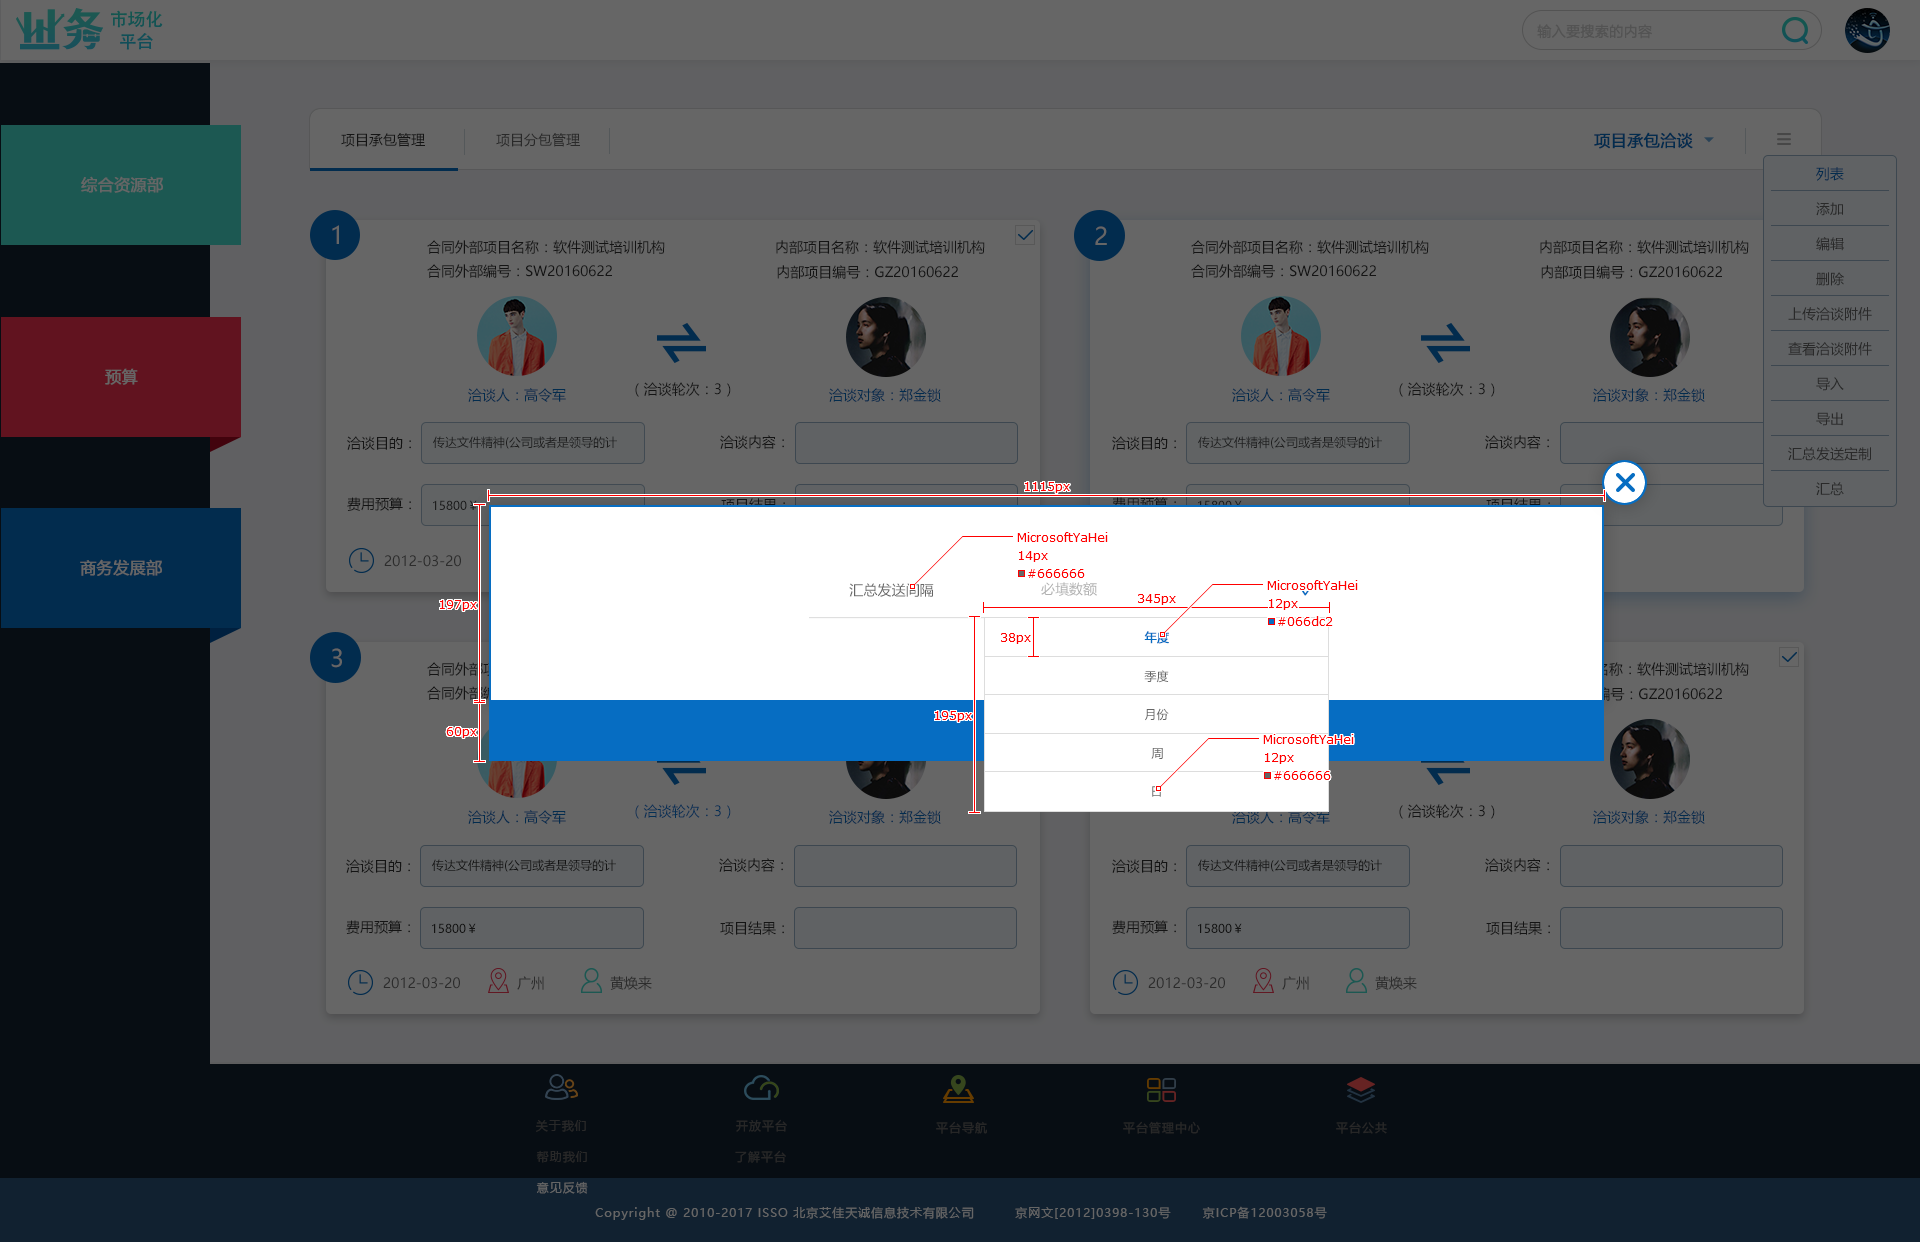 业务 市场化
平台
输入要搜索的内容
综合资源部
预算
商务发展部
项目承包管理
项目分包管理
项目承包洽谈
列表
添加
编辑
删除
上传洽谈附件
查看洽谈附件
导入
导出
汇总发送定制
汇总
1
合同外部项目名称：软件测试培训机构
内部项目名称：软件测试培训机构
合同外部编号：SW20160622
内部项目编号：GZ20160622
洽谈人：高令军
（洽谈轮次：3）
洽谈对象：郑金锁
洽谈目的：
传达文件精神(公司或者是领导的计
洽谈内容：
费用预算：
15800 ¥
项目结果：
2012-03-20
2
合同外部项目名称：软件测试培训机构
内部项目名称：软件测试培训机构
合同外部编号：SW20160622
内部项目编号：GZ20160622
洽谈人：高令军
（洽谈轮次：3）
洽谈对象：郑金锁
洽谈目的：
传达文件精神(公司或者是领导的计
洽谈内容：
费用预算：
15800 ¥
项目结果：
1115px
197px
60px
汇总发送间隔
MicrosoftYaHei
14px
#666666
必填数额
345px
MicrosoftYaHei
12px
#066dc2
38px
195px
年度
季度
月份
周
日
MicrosoftYaHei
12px
#666666
3
合同外部
合同外部
洽谈人：高令军
（洽谈轮次：3）
洽谈对象：郑金锁
洽谈目的：
传达文件精神(公司或者是领导的计
洽谈内容：
费用预算：
15800 ¥
项目结果：
2012-03-20
广州
黄焕来
名称：软件测试培训机构
编号：GZ20160622
洽谈人：高令军
（洽谈轮次：3）
洽谈对象：郑金锁
洽谈目的：
传达文件精神(公司或者是领导的计
洽谈内容：
费用预算：
15800 ¥
项目结果：
2012-03-20
广州
黄焕来
关于我们
开放平台
平台导航
平台管理中心
平台公共
帮助我们
了解平台
意见反馈
Copyright @ 2010-2017 ISSO 北京艾佳天诚信息技术有限公司
京网文[2012]0398-130号
京ICP备12003058号